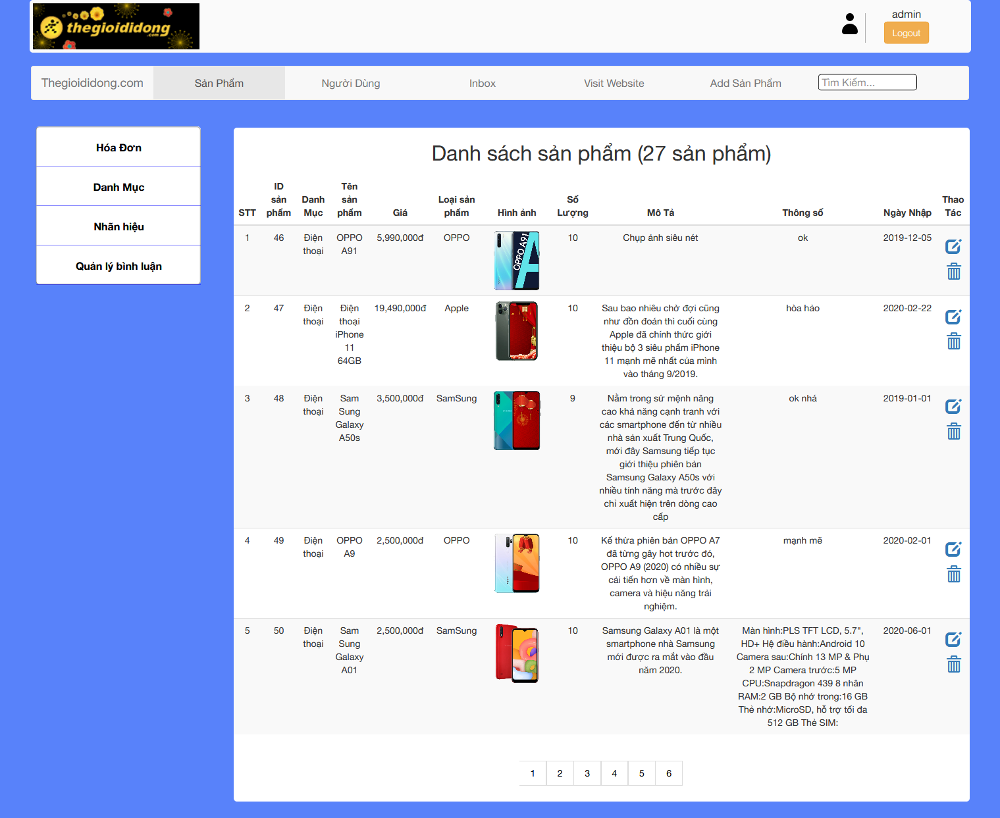 thegioididong
.com
admin
Logout
Thegioididong.com
Sản Phẩm
Người Dùng
Inbox
Visit Website
Add Sản Phẩm
Tìm Kiếm...
Hóa Đơn
Danh Mục
Nhãn hiệu
Quản lý bình luận
Danh sách sản phẩm (27 sản phẩm)
STT
ID
sản
phẩm
Danh
Mục
Tên
sản
phẩm
Giá
Loại sản
phẩm
Hình ảnh
Số
Lượng
Mô Tả
Thông số
Ngày Nhập
Thao
Tác
1
46
Điện
thoại
OPPO
A91
5,990,000đ
OPPO
OPPO A91
A
10
Chụp ảnh siêu nét
ok
2019-12-05
2
47
Điện
thoại
Điện
thoại
iPhone
11
64GB
19,490,000đ
Apple
10
Sau bao nhiêu chờ đợi cũng
như đồn đoán thì cuối cùng
Apple đã chính thức giới
thiệu bộ 3 siêu phẩm iPhone
11 mạnh mẽ nhất của mình
vào tháng 9/2019.
hòa hảo
2020-02-22
3
48
Điện
thoại
Sam
Sung
Galaxy
A50s
3,500,000đ
SamSung
9
Nằm trong sứ mệnh nâng
cao khả năng cạnh tranh với
các smartphone đến từ nhiều
nhà sản xuất Trung Quốc,
mới đây Samsung tiếp tục
giới thiệu phiên bản
Samsung Galaxy A50s với
nhiều tính năng mà trước đây
chỉ xuất hiện trên dòng cao
cấp
ok nhá
2019-01-01
4
49
Điện
thoại
OPPO
A9
2,500,000đ
OPPO
10
Kế thừa phiên bản OPPO A7
đã từng gây hot trước đó,
OPPO A9 (2020) có nhiều sự
cải tiến hơn về màn hình,
camera và hiệu năng trải
nghiệm.
mạnh mẽ
2020-02-01
5
50
Điện
thoại
Sam
Sung
Galaxy
A01
2,500,000đ
SamSung
10
Samsung Galaxy A01 là một
smartphone nhà Samsung
mới được ra mắt vào đầu
năm 2020.
Màn hình:PLS TFT LCD, 5.7",
HD+ Hệ điều hành:Android 10
Camera sau:Chính 13 MP & Phụ
2 MP Camera trước:5 MP
CPU:Snapdragon 439 8 nhân
RAM:2 GB Bộ nhớ trong:16 GB
Thẻ nhớ:MicroSD, hỗ trợ tối đa
512 GB Thẻ SIM:
2020-06-01
1
2
3
4
5
6